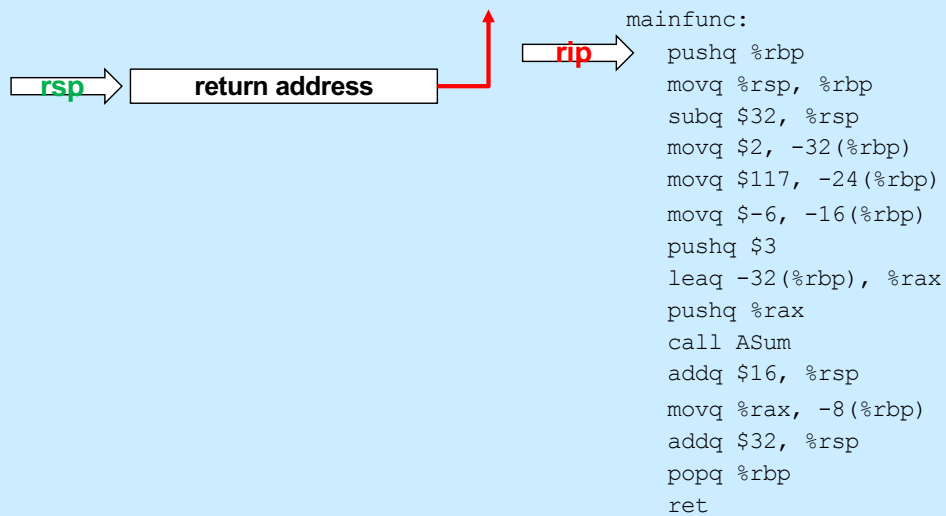 mainfunc:
rip
pushq %rbp
rsp
return address
movq %rsp, %rbp
subq $32, %rsp
movq $2, -32(%rbp)
movq $117, -24(%rbp)
movq $-6, -16(%rbp)
pushq $3
leaq -32(%rbp), %rax
pushq %rax
call ASum
addq $16, %rsp
movq %rax, -8(%rbp)
addq $32, %rsp
popq %rbp
ret